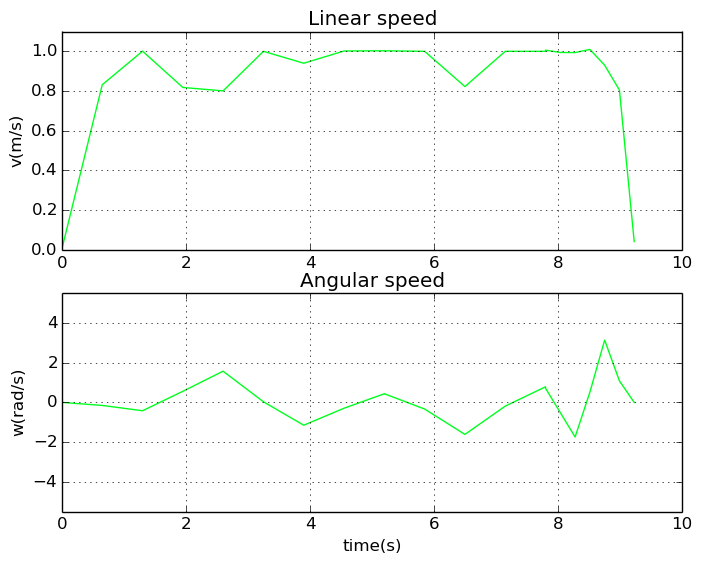 Linear speed
1.0
0.8
0.6
0.4
0.2
0.0
v(m/s)
0 2 4 6 8 10
Angular speed
4
2
0
−2
−4
w(rad/s)
0 2 4 6 8 10
time(s)